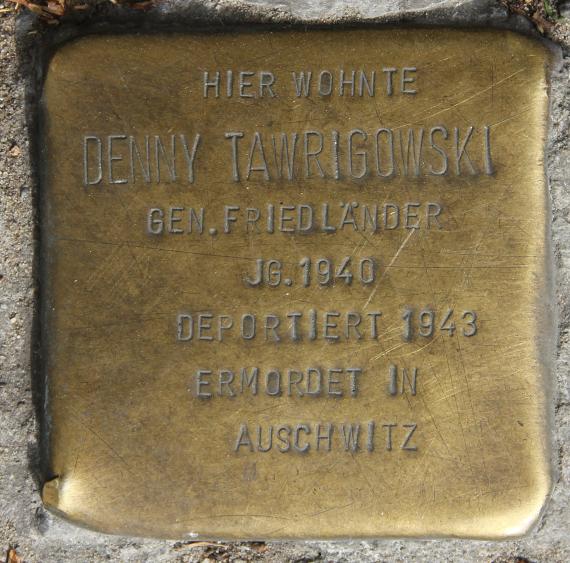 HIER WOHNTE
DENNY TAWRIGOWSKI
GEN. FRIEDLÄNDER
JG. 1940
DEPORTIERT 1943
ERMORDET IN
AUSCHWITZ